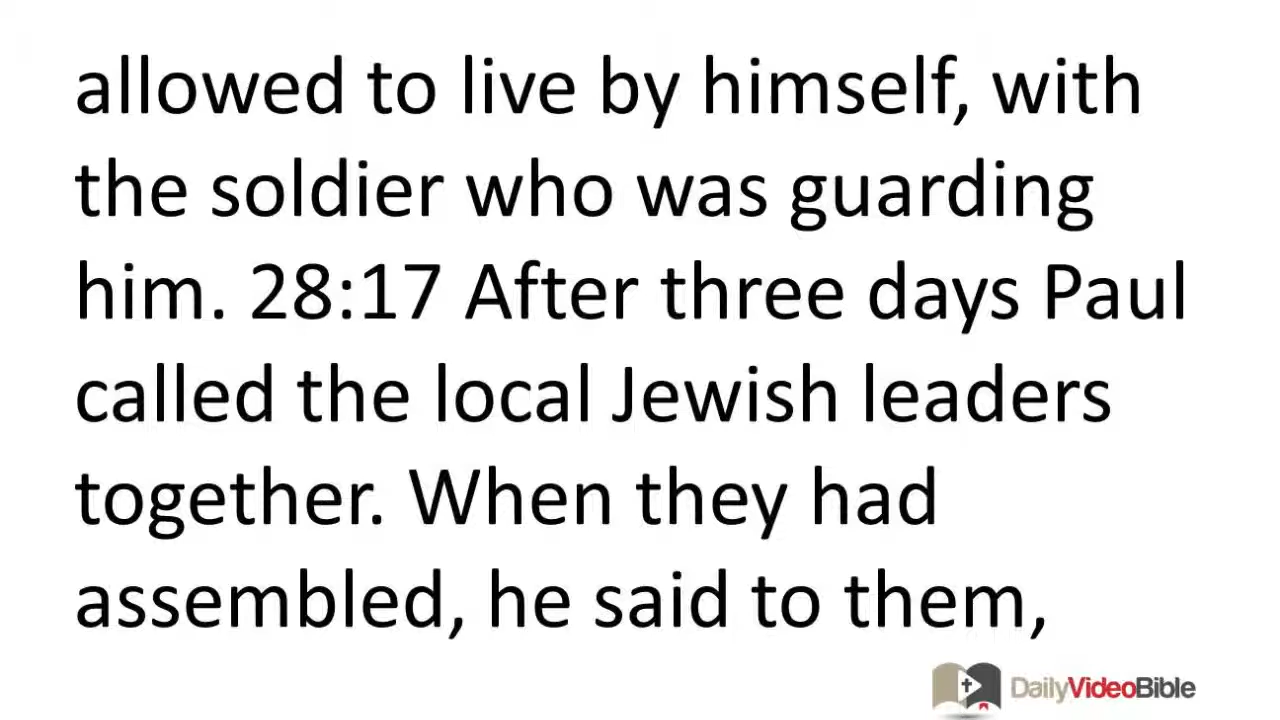 allowed to live by himself, with
the soldier who was guarding
him. 28:17 After three days Paul
called the local Jewish leaders
together. When they had
assembled, he said to them,
DailyVideoBible